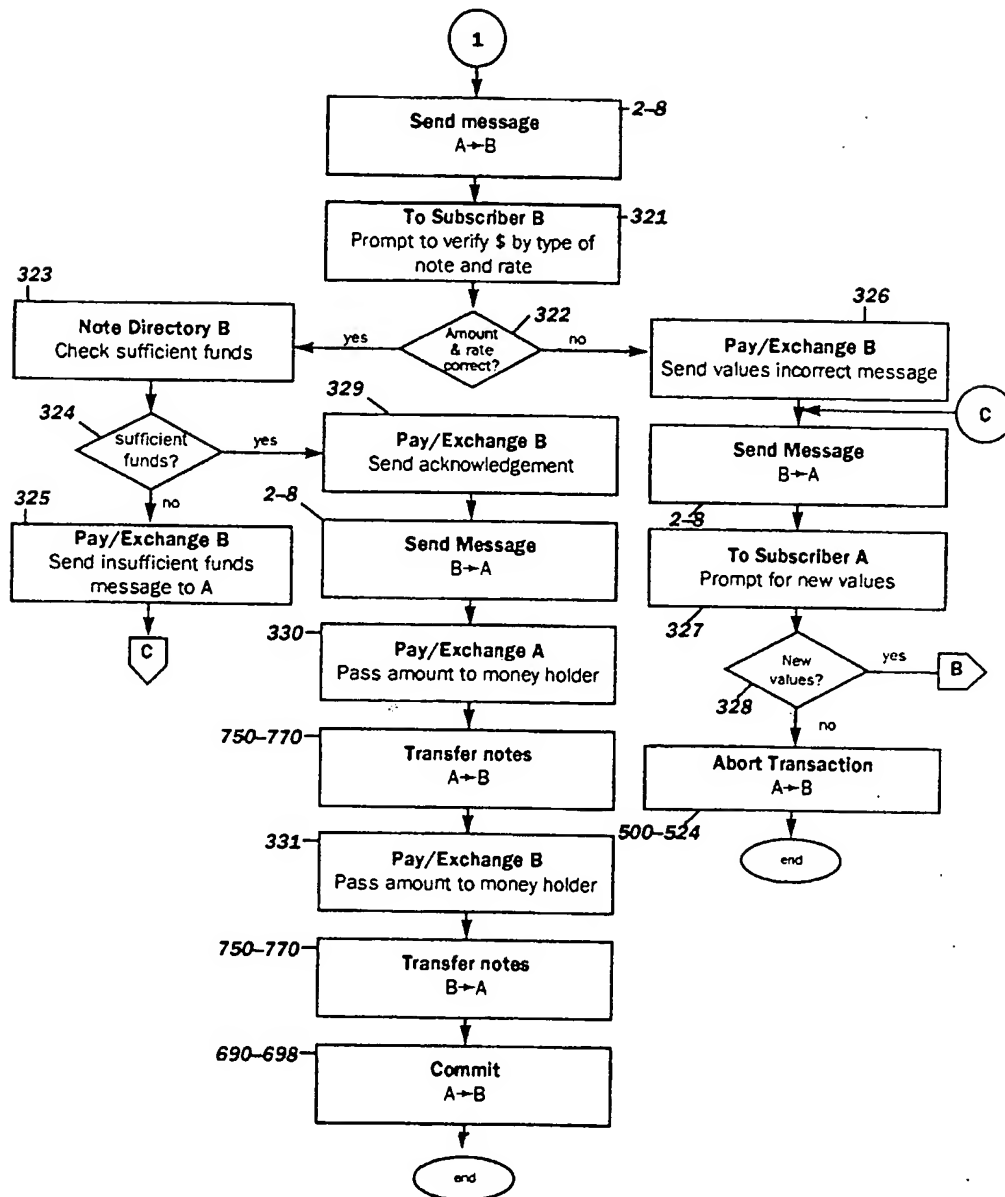 1
Send message
A→B
2–8
To Subscriber B
Prompt to verify $ by type of
note and rate
321
Amount
& rate
correct?
322
yes
no
323
Note Directory B
Check sufficient funds
324
sufficient
funds?
yes
no
325
Pay/Exchange B
Send insufficient funds
message to A
C
329
Pay/Exchange B
Send acknowledgement
2–8
Send Message
B→A
330
Pay/Exchange A
Pass amount to money holder
750–770
Transfer notes
A→B
331
Pay/Exchange B
Pass amount to money holder
750–770
Transfer notes
B→A
690–698
Commit
A→B
end
326
Pay/Exchange B
Send values incorrect message
C
Send Message
B→A
2–8
To Subscriber A
Prompt for new values
327
New
values?
328
yes
B
no
Abort Transaction
A→B
500–524
end